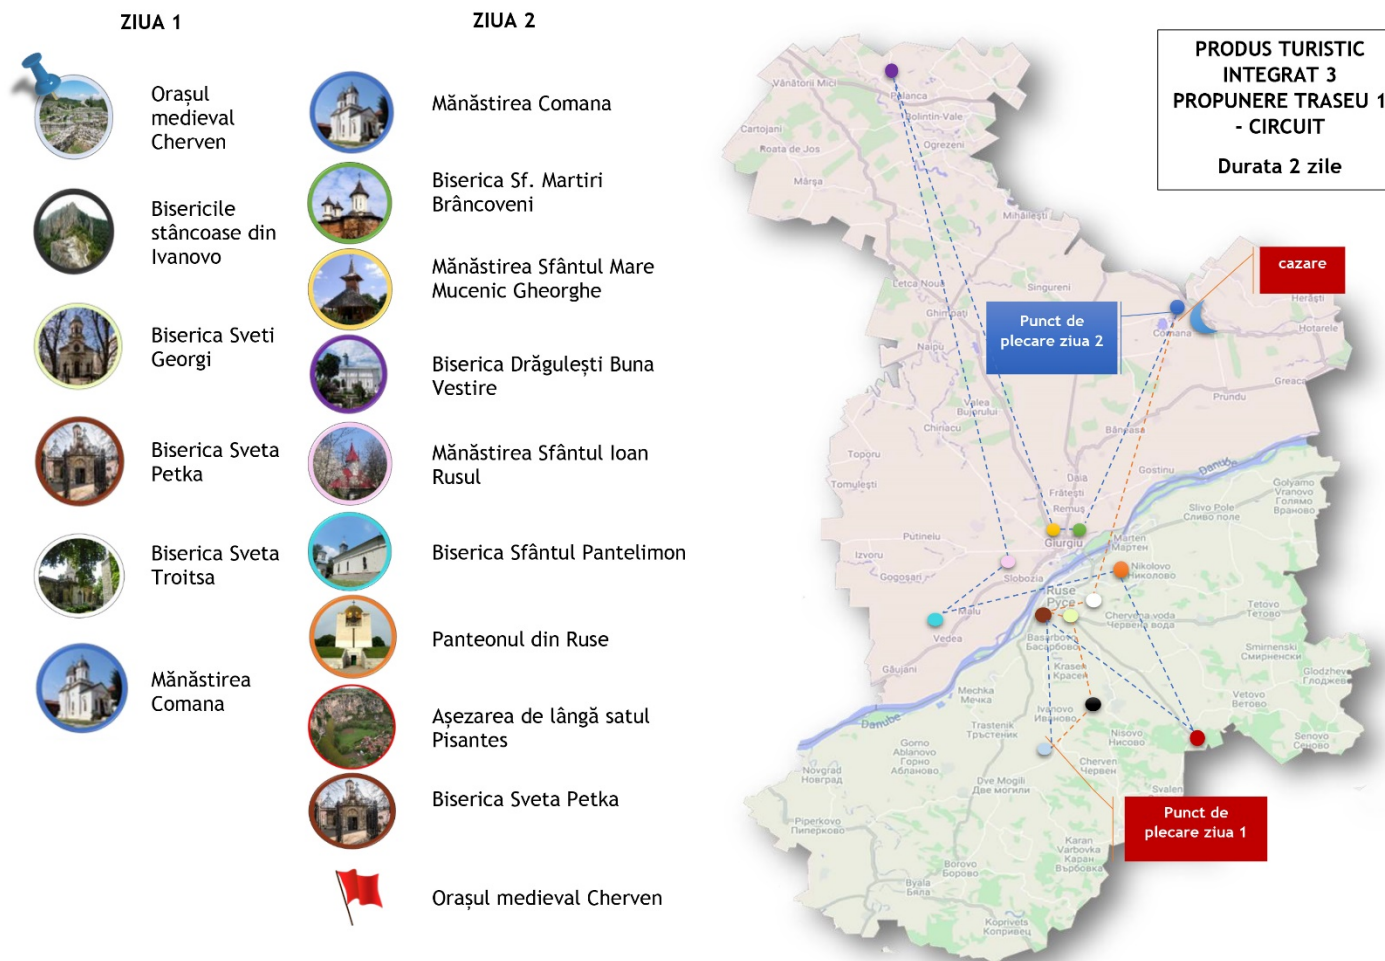 ZIUA 1
Orașul
medieval
Cherven
Bisericile
stâncoase din
Ivanovo
Biserica Sveti
Georgi
Biserica Sveta
Petka
Biserica Sveta
Troitsa
Mănăstirea
Comana
ZIUA 2
Mănăstirea Comana
Biserica Sf. Martiri
Brâncoveni
Mănăstirea Sfântul Mare
Mucenic Gheorghe
Biserica Drăgulești Buna
Vestire
Mănăstirea Sfântul Ioan
Rusul
Biserica Sfântul Pantelimon
Panteonul din Ruse
Așezarea de lângă satul
Pisantes
Biserica Sveta Petka
Orașul medieval Cherven
PRODUS TURISTIC
INTEGRAT 3
PROPUNERE TRASEU 1
- CIRCUIT
Durata 2 zile
cazare
Punct de
plecare ziua 2
Punct de
plecare ziua 1
Vânătorii Mici
Palanca
Bolintin-Vale
Cartojani
Roata de Jos
Ogrezeni
Mârșa
Mihăilești
Letca Nouă
Singureni
Ghimpați
Naipu
Comana
Herăști
Hotarele
Greaca
Prundu
Valea
Bujorului
Chiriacu
Băneasa
Toporu
Tomulești
Gostinu
Danube
Daia
Frătești
Remuș
Giurgiu
Putineiu
Izvoru
Gogoșari
Slobozia
Malu
Vedea
Găujani
Golyamo
Vranovo
Голямо
Враново
Slivo Pole
Сливо поле
Marten
Мартен
Nikolovo
Николово
Ruse
Русе
Chervena voda
Червена вода
Tetovo
Тетово
Basarbovo
Басарбово
Krasen
Красен
Smirnenski
Смирненски
Glodzhev
Глоджев
Vetovo
Ветово
Mechka
Мечка
Ivanovo
Иваново
Trastenik
Тръстеник
Nisovo
Нисово
Senovo
Сеново
Danube
Gorno
Ablanovo
Горно
Абланово
Cherven
Червен
Svalen
Novgrad
Новград
Dve Mogili
Две могили
Piperkovo
Пиперково
Karan
Varbovka
Каран
Върбовка
Borovo
Борово
Byala
Бяла
Koprivets
Копривец